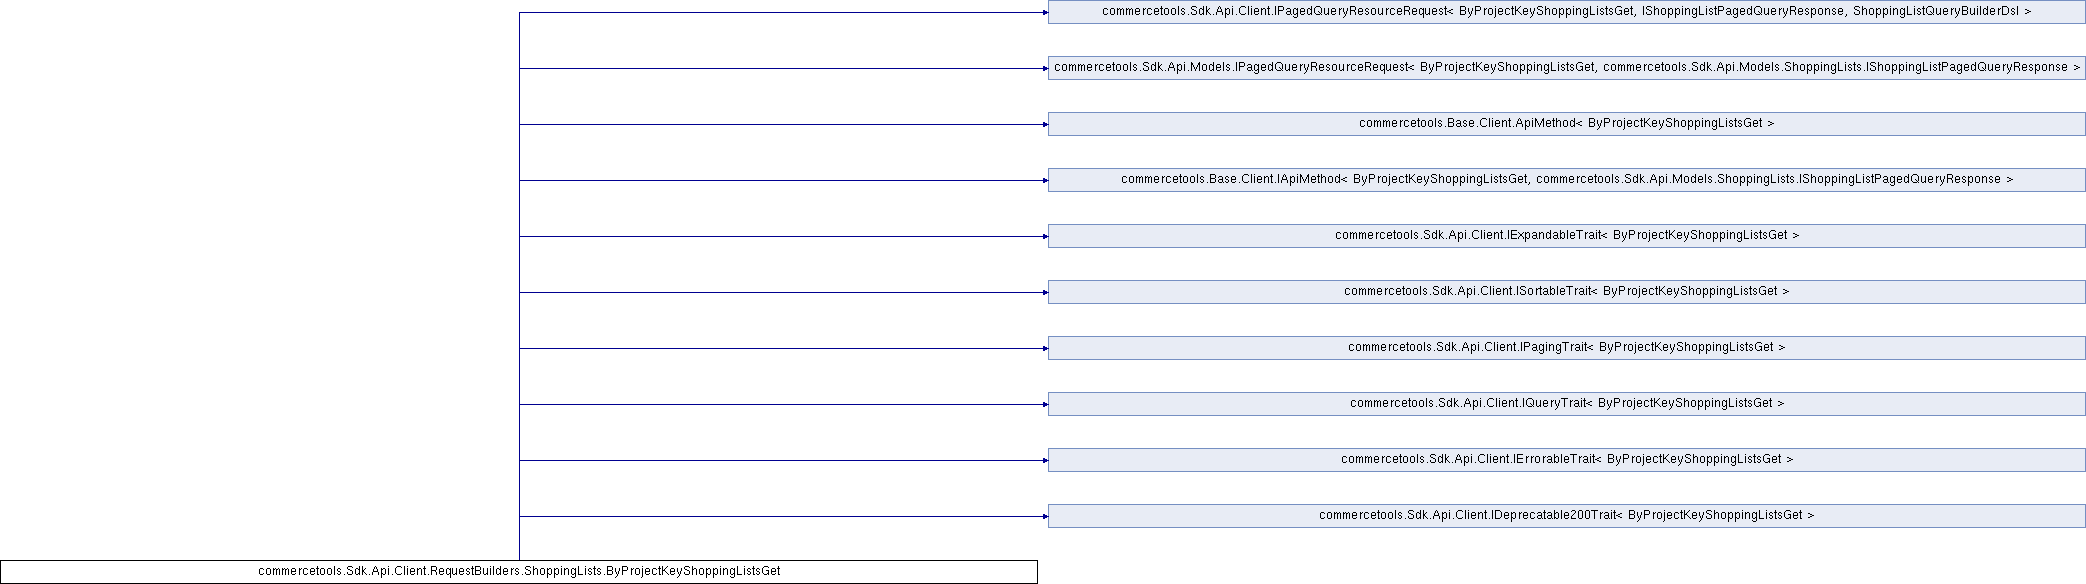 commercetools.Sdk.Api.Client.IPagedQueryResourceRequest< ByProjectKeyShoppingListsGet, IShoppingListPagedQueryResponse, ShoppingListQueryBuilderDsl >
commercetools.Sdk.Api.Models.IPagedQueryResourceRequest< ByProjectKeyShoppingListsGet, commercetools.Sdk.Api.Models.ShoppingLists.IShoppingListPagedQueryResponse >
commercetools.Base.Client.ApiMethod< ByProjectKeyShoppingListsGet >
commercetools.Base.Client.IApiMethod< ByProjectKeyShoppingListsGet, commercetools.Sdk.Api.Models.ShoppingLists.IShoppingListPagedQueryResponse >
commercetools.Sdk.Api.Client.IExpandableTrait< ByProjectKeyShoppingListsGet >
commercetools.Sdk.Api.Client.ISortableTrait< ByProjectKeyShoppingListsGet >
commercetools.Sdk.Api.Client.IPagingTrait< ByProjectKeyShoppingListsGet >
commercetools.Sdk.Api.Client.IQueryTrait< ByProjectKeyShoppingListsGet >
commercetools.Sdk.Api.Client.IErrorableTrait< ByProjectKeyShoppingListsGet >
commercetools.Sdk.Api.Client.IDeprecatable200Trait< ByProjectKeyShoppingListsGet >
commercetools.Sdk.Api.Client.RequestBuilders.ShoppingLists.ByProjectKeyShoppingListsGet